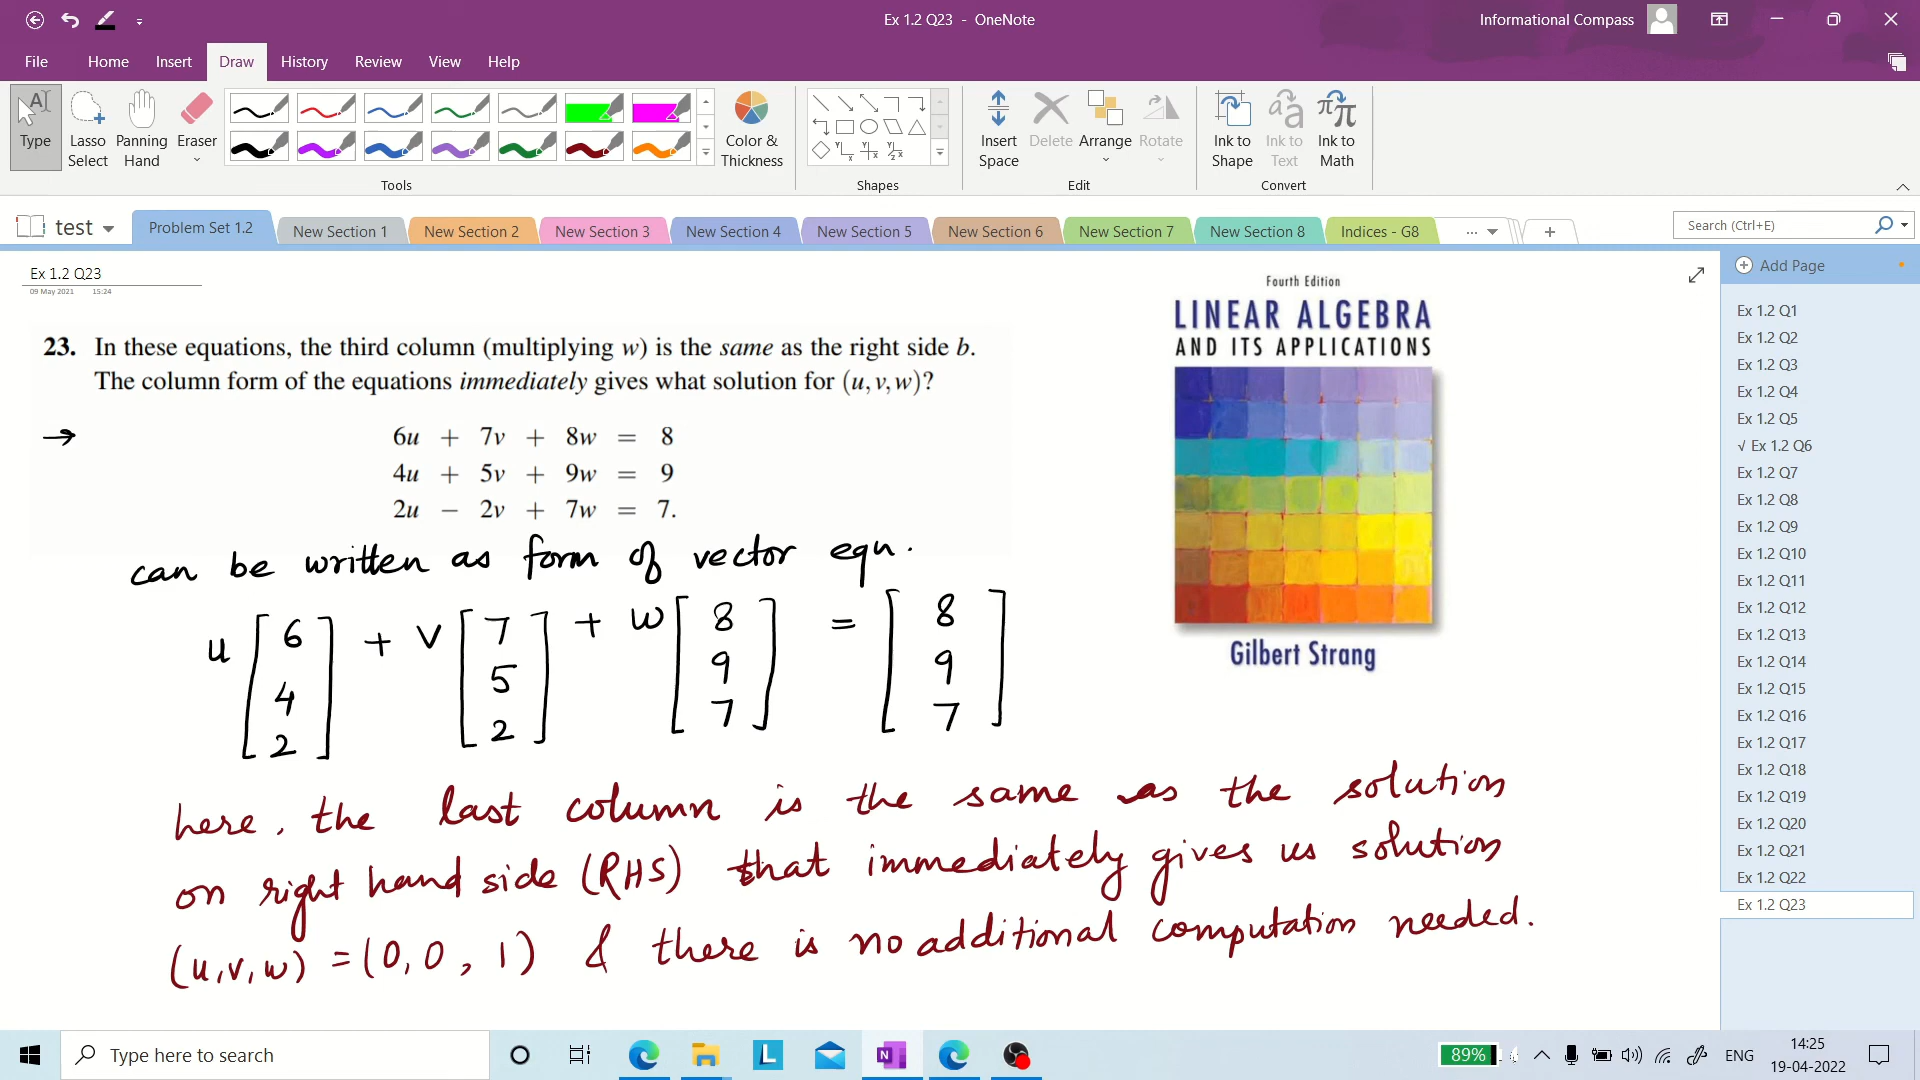 Ex 1.2 Q23 - OneNote
Informational Compass
File Home Insert Draw History Review View Help
Type
Lasso Select
Panning Hand
Eraser
Color & Thickness
Insert Space
Delete
Arrange
Rotate
Ink to Shape
Ink to Text
Ink to Math
Tools
Shapes
Edit
Convert
test
Problem Set 1.2
New Section 1
New Section 2
New Section 3
New Section 4
New Section 5
New Section 6
New Section 7
New Section 8
Indices - G8
Search (Ctrl+E)
Ex 1.2 Q23
09 May 2021 15:24
23. In these equations, the third column (multiplying w) is the same as the right side b.
The column form of the equations immediately gives what solution for (u, v, w)?
→ 6u + 7v + 8w = 8
4u + 5v + 9w = 9
2u − 2v + 7w = 7.
can be written as form of vector equn.
u [6 4 2] + v [7 5 2] + w [8 9 7] = [8 9 7]
here, the last column is the same as the solution
on right hand side (RHS) that immediately gives us solution
(u,v,w) = (0, 0, 1) & there is no additional computation needed.
Fourth Edition
LINEAR ALGEBRA
AND ITS APPLICATIONS
Gilbert Strang
Add Page
Ex 1.2 Q1
Ex 1.2 Q2
Ex 1.2 Q3
Ex 1.2 Q4
Ex 1.2 Q5
√ Ex 1.2 Q6
Ex 1.2 Q7
Ex 1.2 Q8
Ex 1.2 Q9
Ex 1.2 Q10
Ex 1.2 Q11
Ex 1.2 Q12
Ex 1.2 Q13
Ex 1.2 Q14
Ex 1.2 Q15
Ex 1.2 Q16
Ex 1.2 Q17
Ex 1.2 Q18
Ex 1.2 Q19
Ex 1.2 Q20
Ex 1.2 Q21
Ex 1.2 Q22
Ex 1.2 Q23
Type here to search
89%
ENG
14:25
19-04-2022